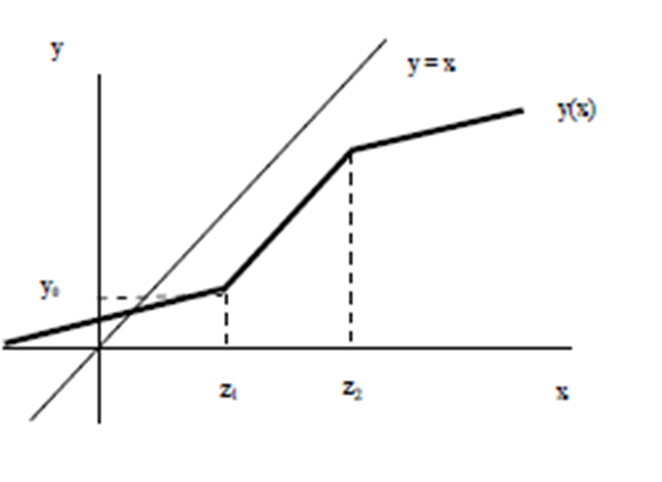 y
y = x
y(x)
y₀
z₁
z₂
x